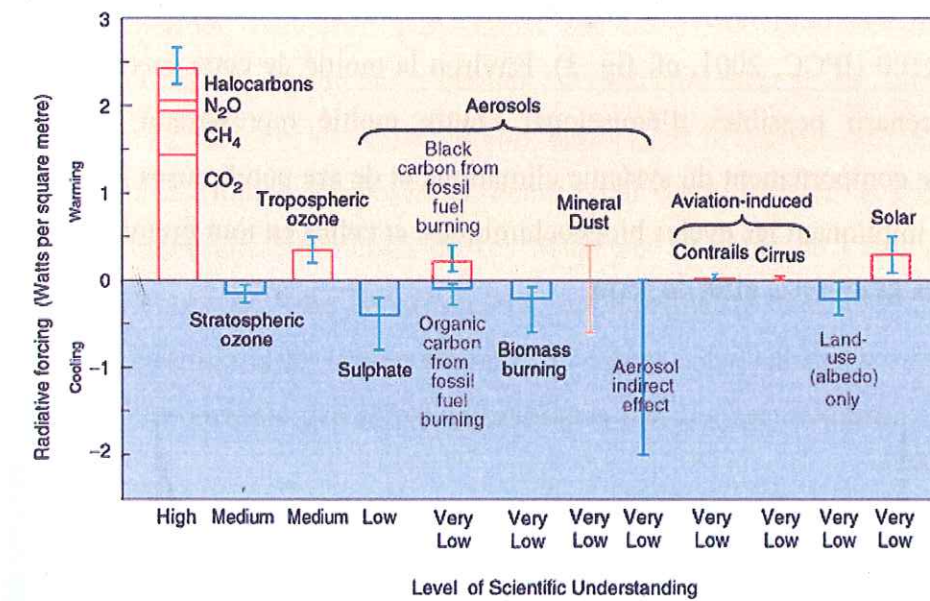 3
2
1
0
−1
−2
Radiative forcing (Watts per square metre)
Cooling
Warming
Halocarbons
N₂O
CH₄
CO₂
Tropospheric
ozone
Stratospheric
ozone
Aerosols
Sulphate
Black
carbon from
fossil
fuel
burning
Organic
carbon
from
fossil
fuel
burning
Biomass
burning
Mineral
Dust
Aerosol
indirect
effect
Aviation-induced
Contrails Cirrus
Land-
use
(albedo)
only
Solar
High
Medium
Medium
Low
Very
Low
Very
Low
Very
Low
Very
Low
Very
Low
Very
Low
Very
Low
Very
Low
Level of Scientific Understanding